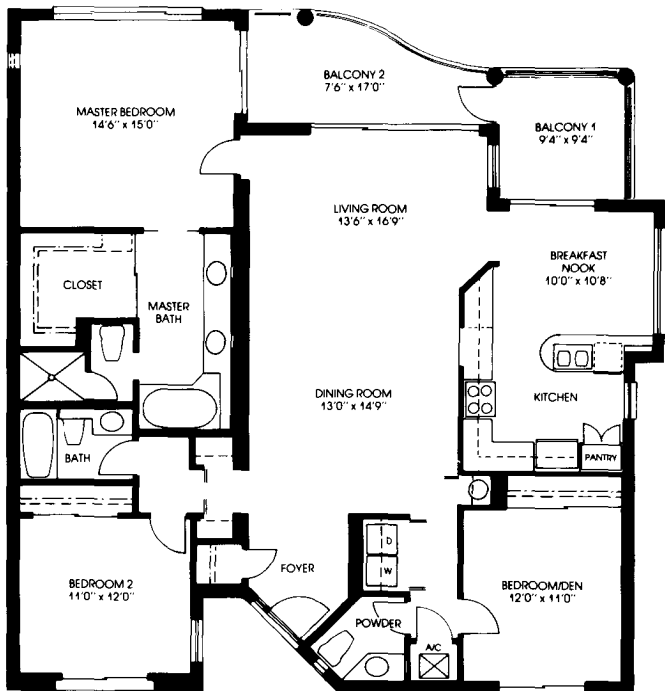 BALCONY 2
7'6" x 17'0"
MASTER BEDROOM
14'6" x 15'0"
BALCONY 1
9'4" x 9'4"
LIVING ROOM
13'6" x 16'9"
BREAKFAST
NOOK
10'0" x 10'8"
CLOSET
MASTER
BATH
DINING ROOM
13'0" x 14'9"
KITCHEN
BATH
PANTRY
D
W
FOYER
BEDROOM 2
11'0" x 12'0"
BEDROOM/DEN
12'0" x 11'0"
POWDER
A/C